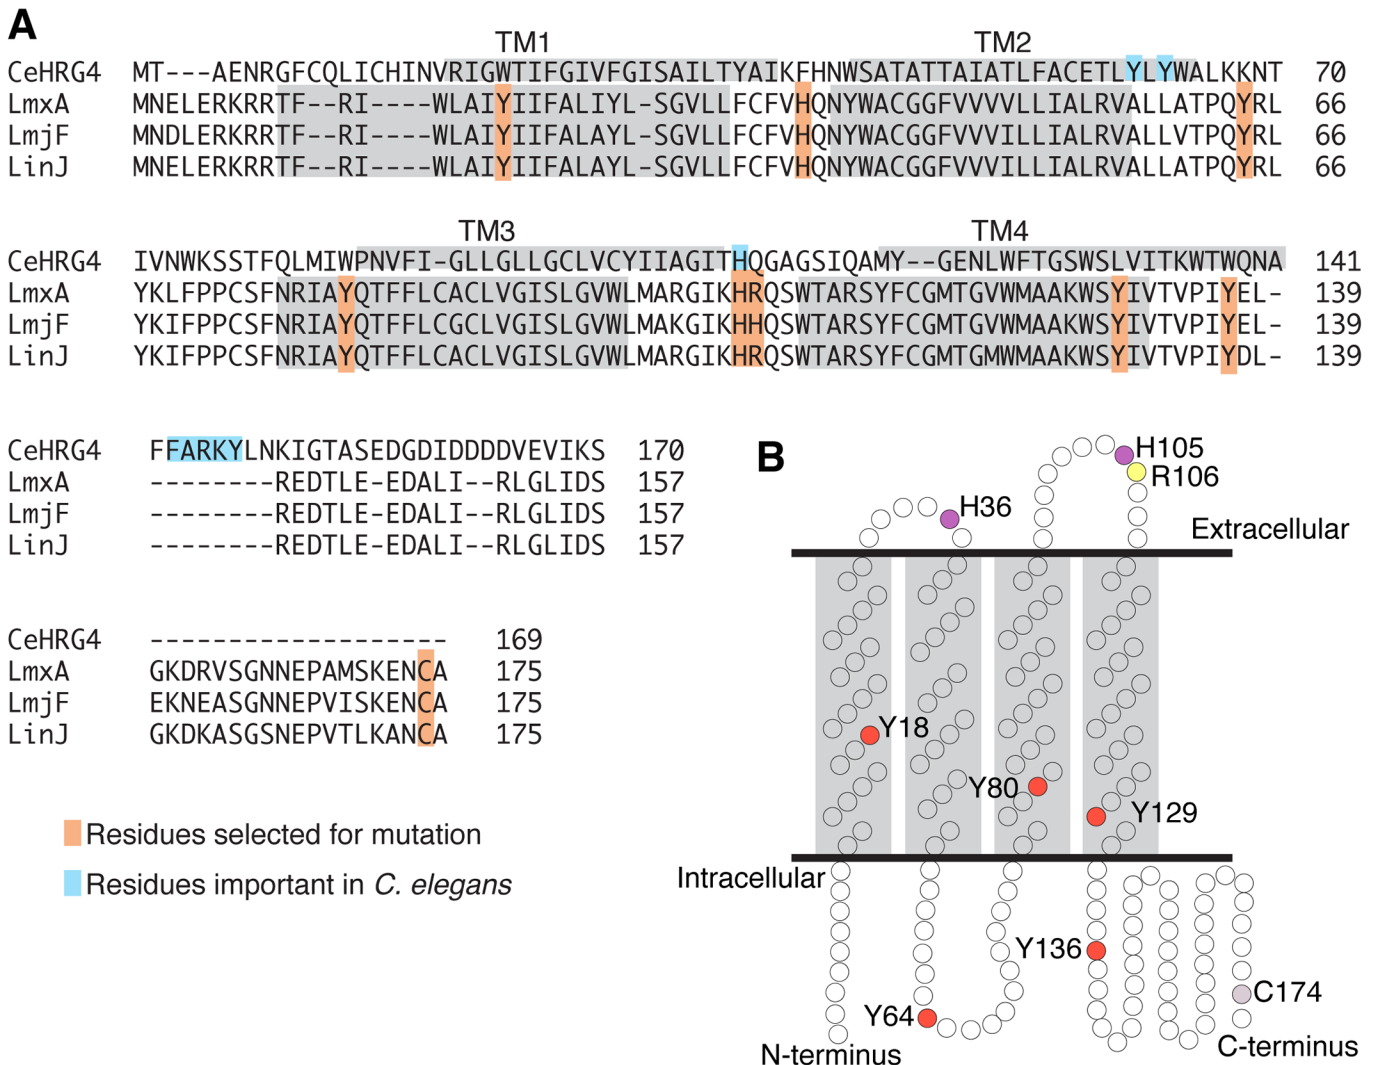 A
TM1 TM2
CeHRG4 MT---AENRGFCQLICHINVRIGWTIIFGIVFGISAILTYAIKFHNWSATATTAIATLFACETLYLYWALKKNT 70
LmxA MNELERKRRTF--RI----WLAIYIIFALIYL-SGVLLFCFVHQNYWACGGFVVVVLLIALRVALLATPQYRL 66
LmjF MNDLERKRRTF--RI----WLAIYIIFALAYL-SGVLLFCFVHQNYWACGGFVVVILLIALRVALLVTPQYRL 66
LinJ MNELERKRRTF--RI----WLAIYIIFALAYL-SGVLLFCFVHQNYWACGGFVVVILLIALRVALLATPQYRL 66
TM3 TM4
CeHRG4 IVNWKSSTFQLMIWPNVFI-GLLGLLGCLVCYIIAGITHQGAGSIQAMY--GENLWFTGSWSLVITKWTWQNA 141
LmxA YKLFPPCSFNRIAYQTFFLCACLVGISLGVWLMARGIKHRQSWTARSYFCGMTGVWMAAKWSYIVTVPIYEL- 139
LmjF YKIFPPCSFNRIAYQTFFLCGCLVGISLGVWLMAKGIKHHQSWTARSYFCGMTGVWMAAKWSYIVTVPIYEL- 139
LinJ YKIFPPCSFNRIAYQTFFLCACLVGISLGVWLMARGIKHRQSWTARSYFCGMTGMWMAAKWSYIVTVPIYDL- 139
CeHRG4 FFARKYLNKIGTASEDGDIDDDDVEVIKS 170
LmxA --------REDTLE-EDALI--RLGLIDS 157
LmjF --------REDTLE-EDALI--RLGLIDS 157
LinJ --------REDTLE-EDALI--RLGLIDS 157
CeHRG4 ------------------- 169
LmxA GKDRVSGNNEPAMSKENCA 175
LmjF EKNEASGNNEPVISKENCA 175
LinJ GKDKASGSNEPVTLKANCA 175
Residues selected for mutation
Residues important in C. elegans
B
H105
R106
H36
Extracellular
Y18
Y80
Y129
Intracellular
Y136
C174
Y64
N-terminus
C-terminus